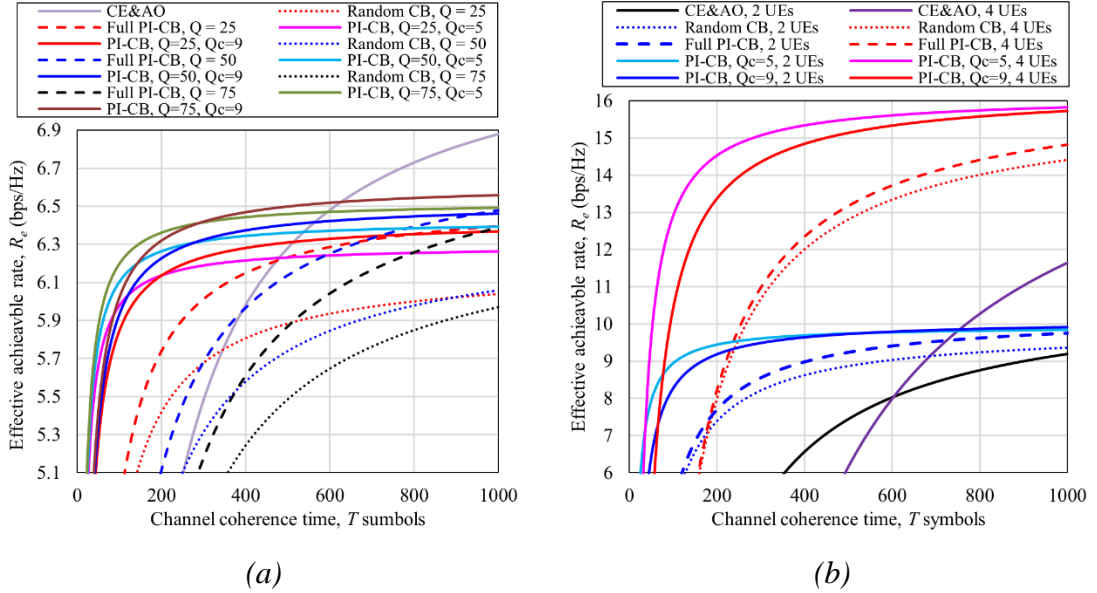 CE&AO
Random CB, Q = 25
Full PI-CB, Q = 25
PI-CB, Q=25, Qc=5
PI-CB, Q=25, Qc=9
Random CB, Q = 50
Full PI-CB, Q = 50
PI-CB, Q=50, Qc=5
PI-CB, Q=50, Qc=9
Random CB, Q = 75
Full PI-CB, Q = 75
PI-CB, Q=75, Qc=5
PI-CB, Q=75, Qc=9
6.9
6.7
6.5
6.3
6.1
5.9
5.7
5.5
5.3
5.1
Effective achieavble rate, Re (bps/Hz)
0 200 400 600 800 1000
Channel coherence time, T sumbols
(a)
CE&AO, 2 UEs
CE&AO, 4 UEs
Random CB, 2 UEs
Random CB, 4 UEs
Full PI-CB, 2 UEs
Full PI-CB, 4 UEs
PI-CB, Qc=5, 2 UEs
PI-CB, Qc=5, 4 UEs
PI-CB, Qc=9, 2 UEs
PI-CB, Qc=9, 4 UEs
16
15
14
13
12
11
10
9
8
7
6
Effective achieavble rate, Re (bps/Hz)
0 200 400 600 800 1000
Channel coherence time, T symbols
(b)